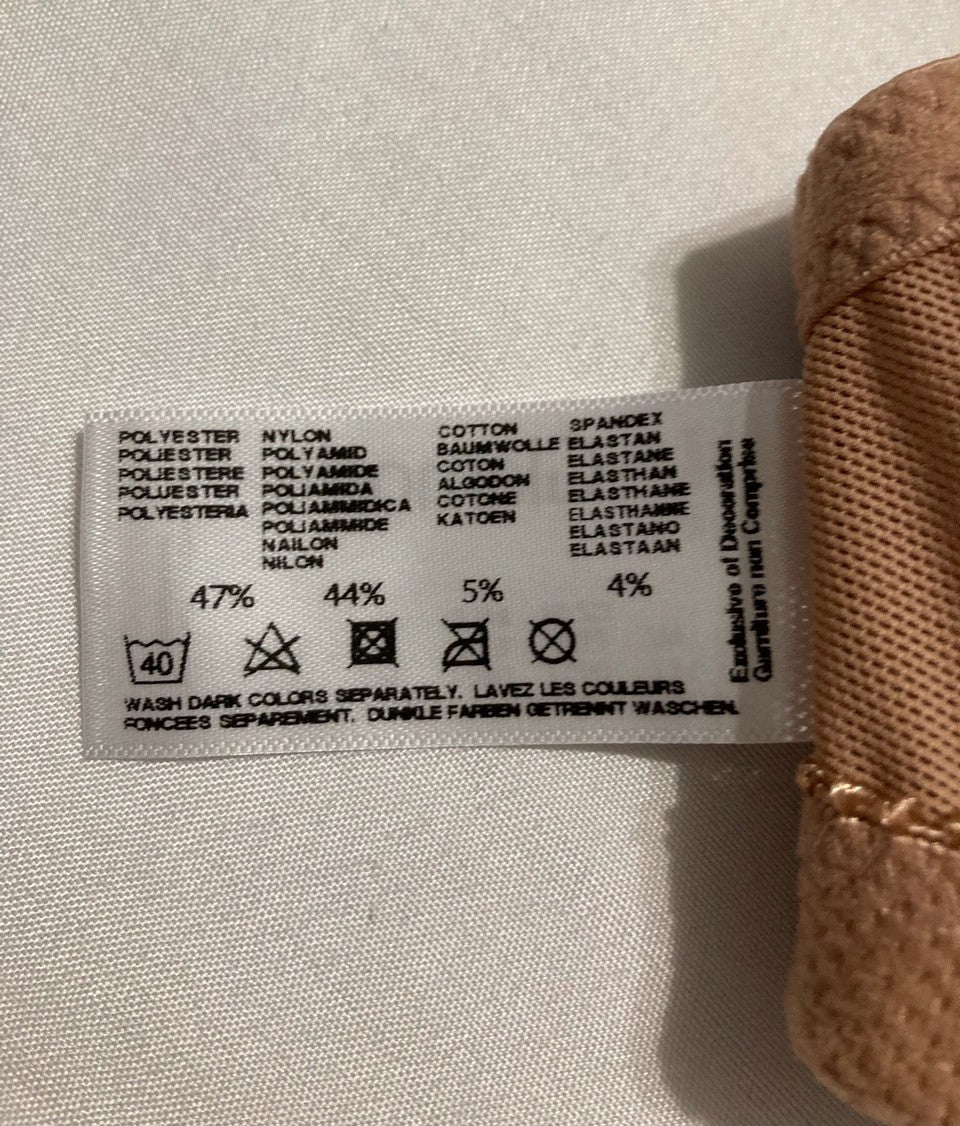 POLYESTER
POLIESTER
POLIESTERE
POLIJESTER
POLYESTERIA
NYLON
POLYAMID
POLYAMIDE
POLIAMIDA
POLIAMMIDICA
POLIAMMIDE
NAILON
NILON
COTTON
BAUMWOLLE
COTON
ALGODON
COTONE
KATOEN
SPANDEX
ELASTAN
ELASTANE
ELASTHAN
ELASTHANE
ELASTHANNE
ELASTANO
ELASTAAN
47% 44% 5% 4%
40
WASH DARK COLORS SEPARATELY. LAVEZ LES COULEURS
FONCEES SEPAREMENT. DUNKLE FARBEN GETRENNT WASCHEN.
Exclusive of Decoration
Garniture non Comprise